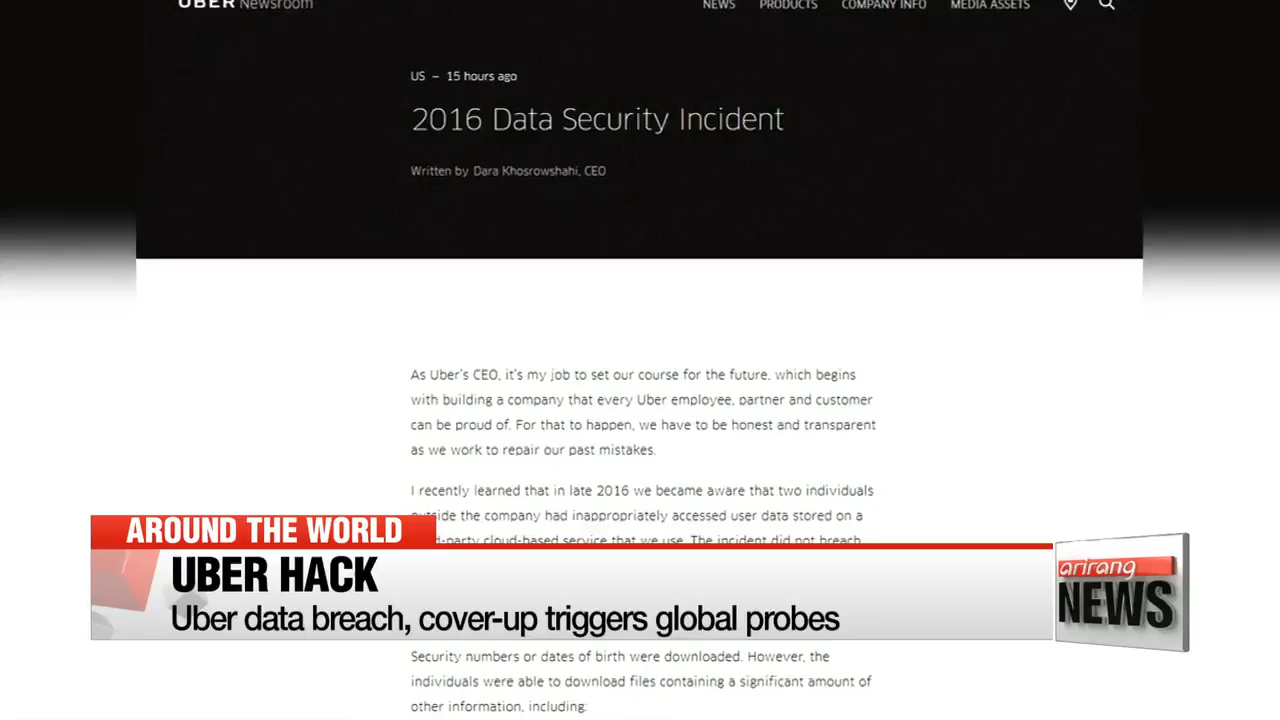 UBER Newsroom
NEWS PRODUCTS COMPANY INFO MEDIA ASSETS
US – 15 hours ago
2016 Data Security Incident
Written by Dara Khosrowshahi, CEO
As Uber's CEO, it's my job to set our course for the future, which begins
with building a company that every Uber employee, partner and customer
can be proud of. For that to happen, we have to be honest and transparent
as we work to repair our past mistakes.
I recently learned that in late 2016 we became aware that two individuals
outside the company had inappropriately accessed user data stored on a
third-party cloud-based service that we use. The incident did not breach
AROUND THE WORLD
UBER HACK
Uber data breach, cover-up triggers global probes
arirang
NEWS
Security numbers or dates of birth were downloaded. However, the
individuals were able to download files containing a significant amount of
other information, including: